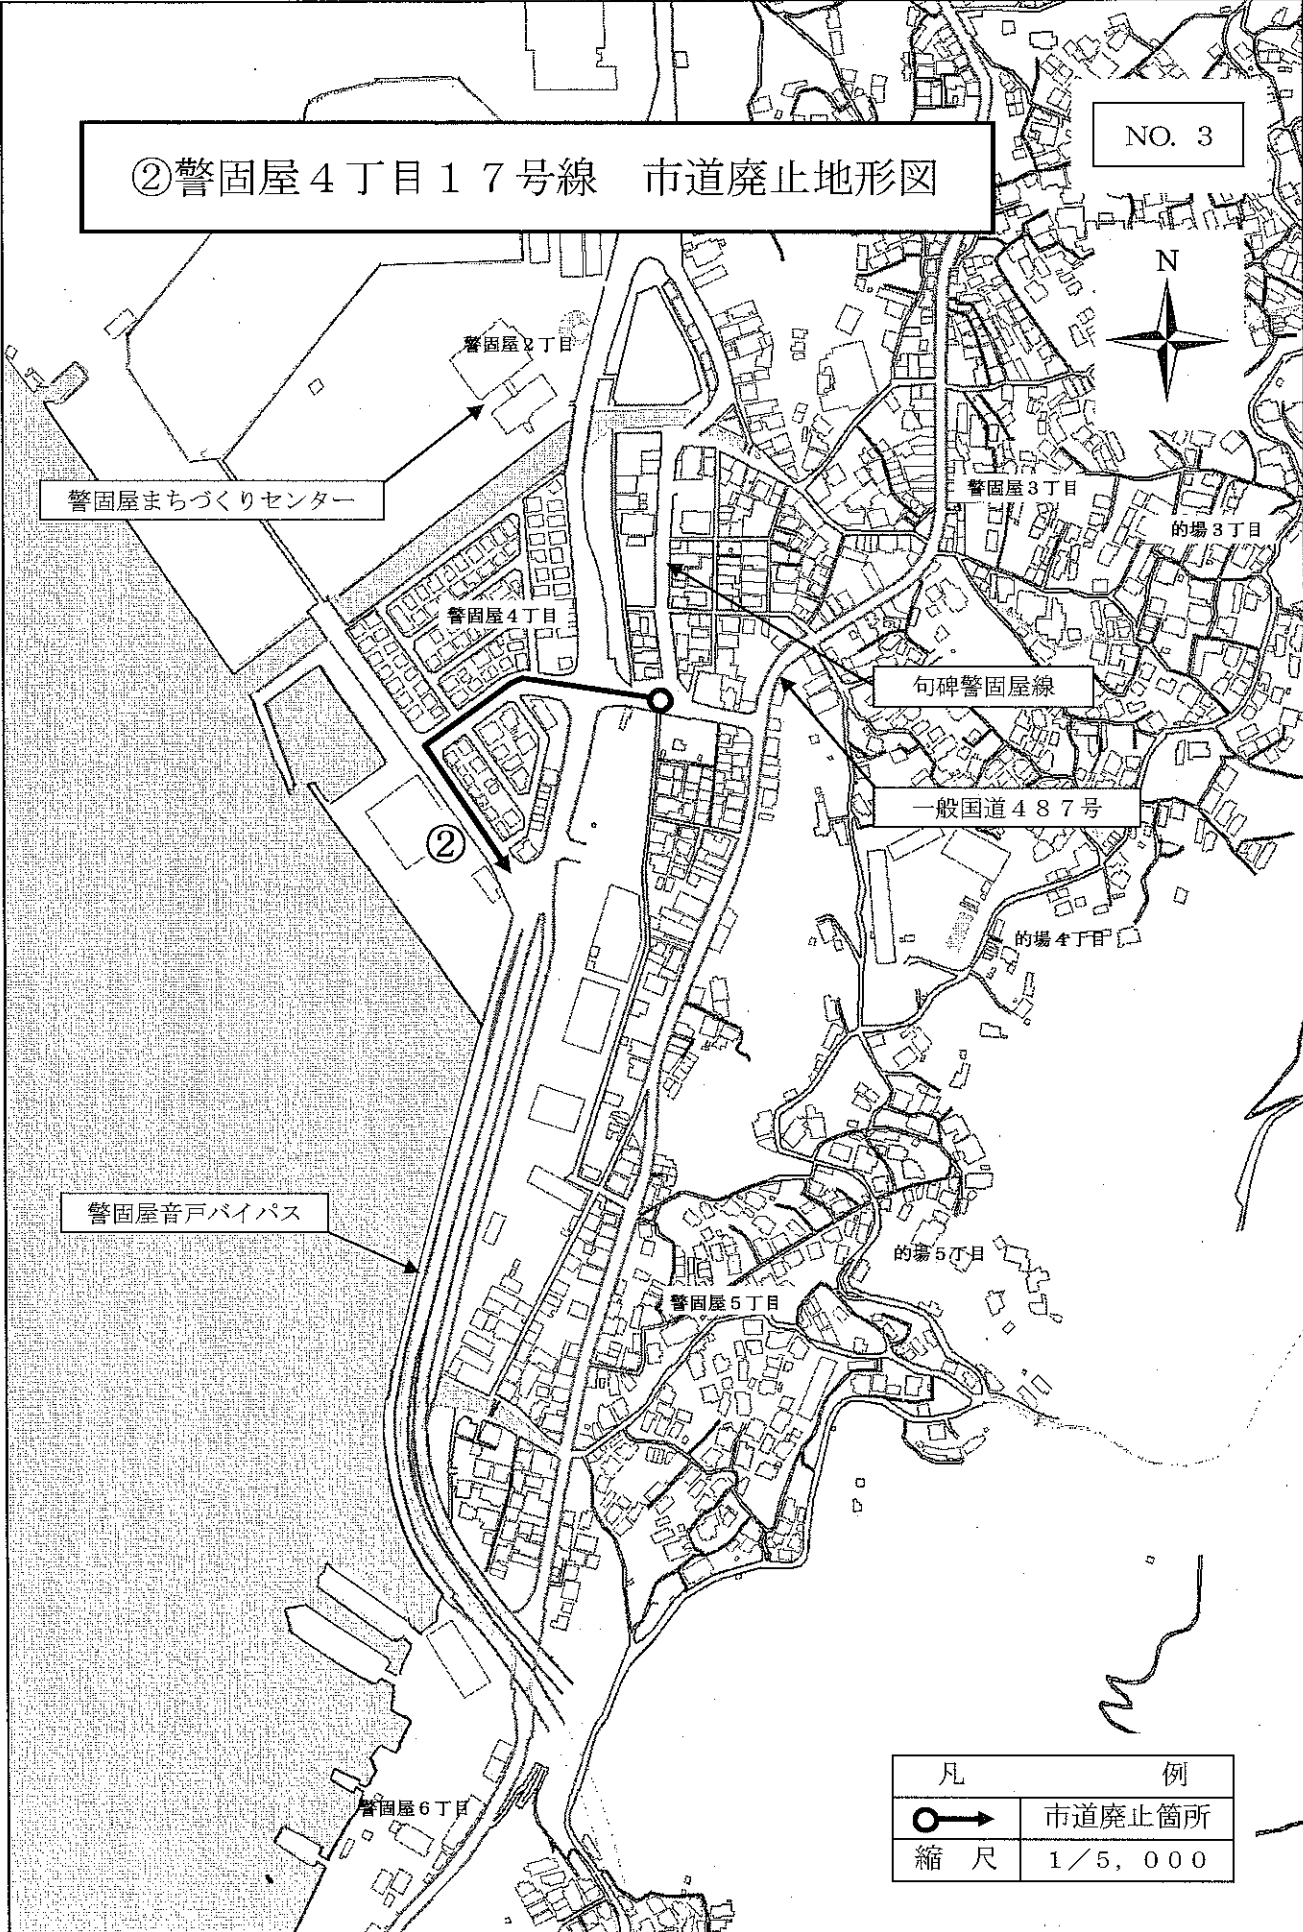 NO. 3
②警固屋4丁目17号線　市道廃止地形図
N
警固屋2丁目
警固屋まちづくりセンター
警固屋3丁目
的場3丁目
警固屋4丁目
句碑警固屋線
一般国道487号
②
的場4丁目
警固屋音戸バイパス
的場5丁目
警固屋5丁目
警固屋6丁目
凡　例
市道廃止箇所
縮　尺　1／5,000